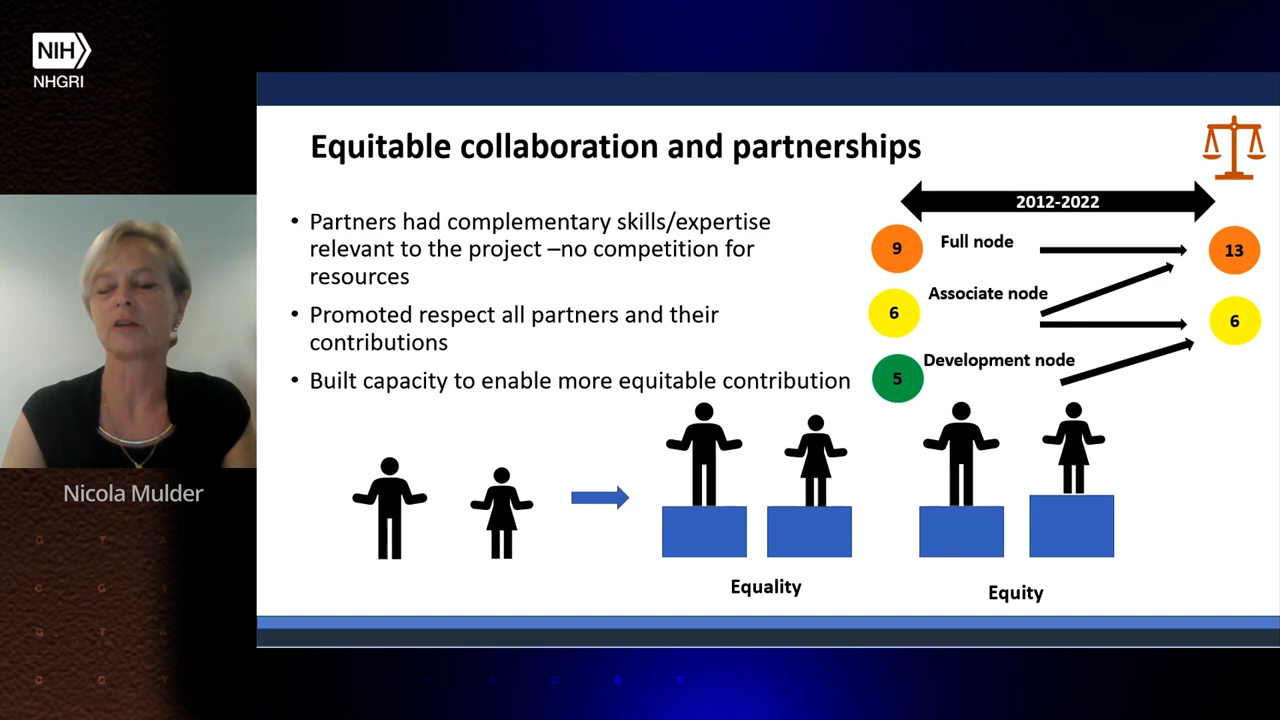 NIH
NHGRI
Equitable collaboration and partnerships
• Partners had complementary skills/expertise
relevant to the project –no competition for
resources
• Promoted respect all partners and their
contributions
• Built capacity to enable more equitable contribution
2012-2022
9
Full node
13
Associate node
6
6
Development node
5
Equality
Equity
Nicola Mulder
G T A
C G T
G T A
C G T